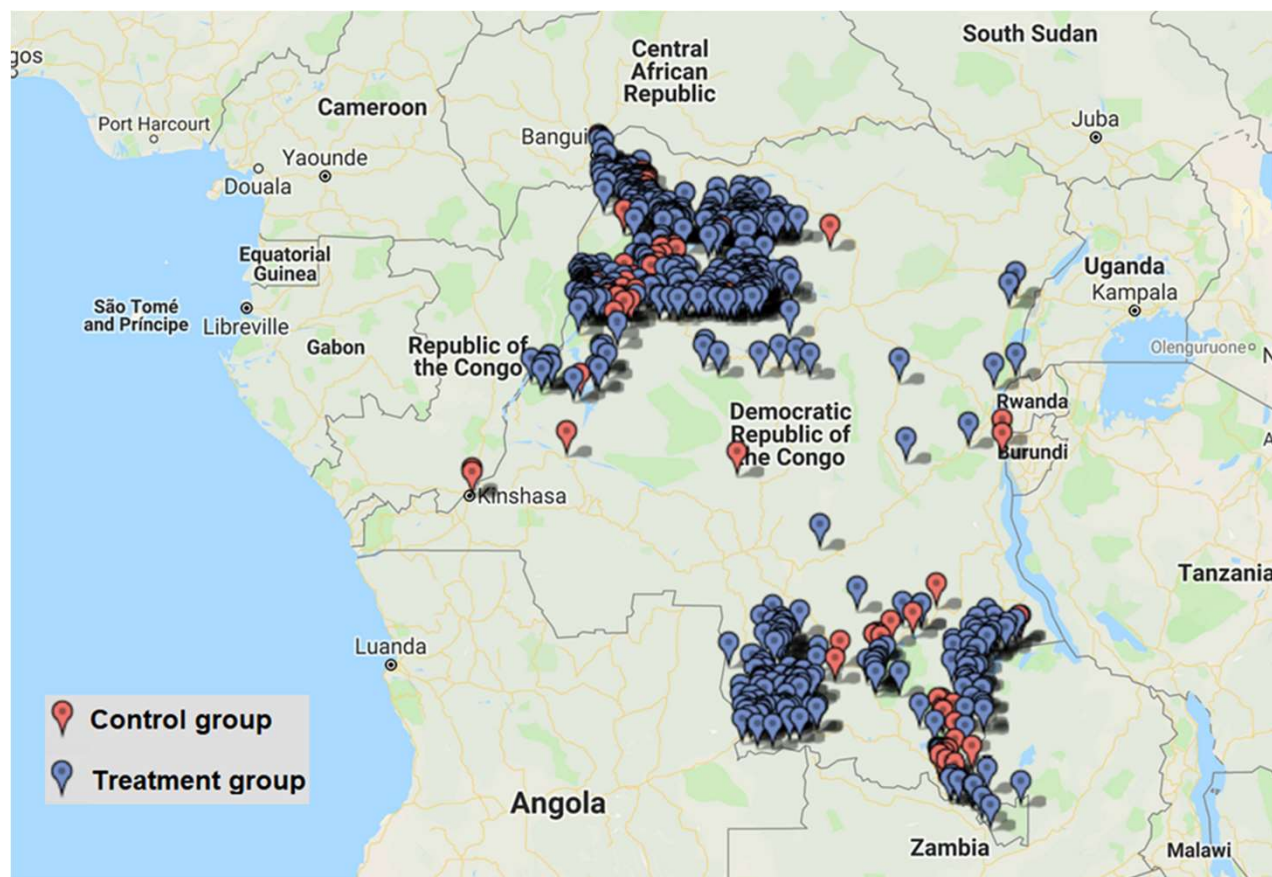 South Sudan
Central
African
Republic
gos
Cameroon
Port Harcourt
Bangui
Juba
Yaounde
Douala
Equatorial
Guinea
Uganda
Kampala
São Tomé
and Príncipe
Libreville
Gabon
Republic of
the Congo
Olenguruone
N
Rwanda
Democratic
Republic of
the Congo
Burundi
A
Kinshasa
Tanzania
Luanda
Control group
Treatment group
Angola
Zambia
Malawi